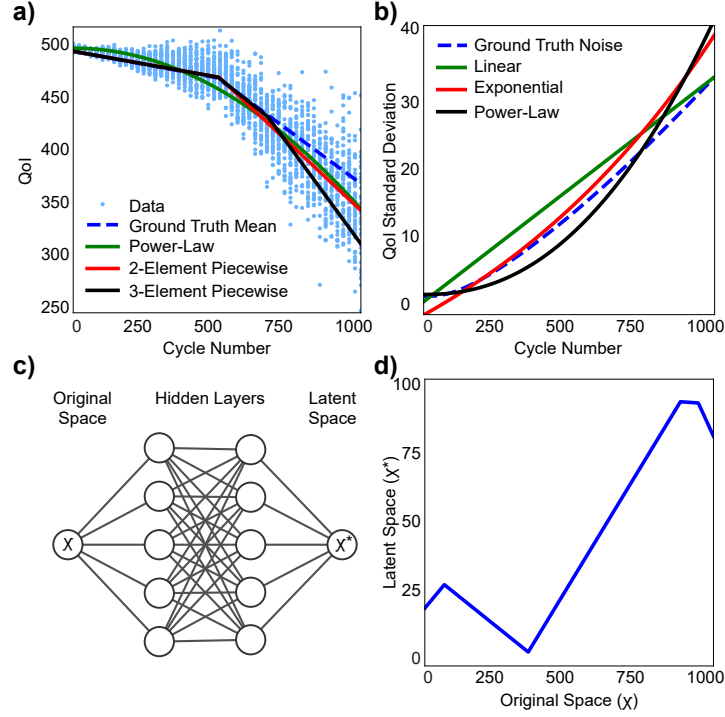 a)
500
450
400
350
300
250
QoI
Data
Ground Truth Mean
Power-Law
2-Element Piecewise
3-Element Piecewise
0 250 500 750 1000
Cycle Number
b)
40
30
20
10
0
QoI Standard Deviation
Ground Truth Noise
Linear
Exponential
Power-Law
0 250 500 750 1000
Cycle Number
c)
Original
Space
Hidden Layers
Latent
Space
χ
χ*
d)
100
75
50
25
0
Latent Space (χ*)
0 250 500 750 1000
Original Space (χ)